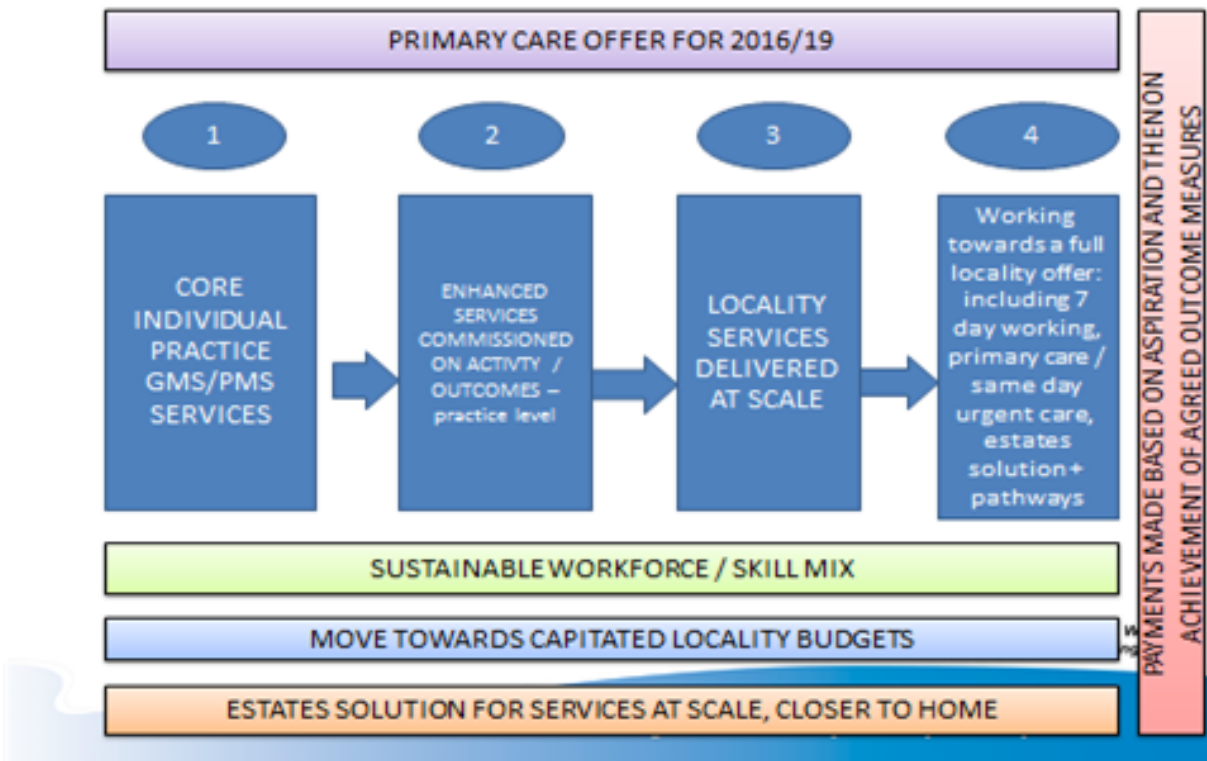 PRIMARY CARE OFFER FOR 2016/19
1
2
3
4
CORE
INDIVIDUAL
PRACTICE
GMS/PMS
SERVICES
ENHANCED
SERVICES
COMMISSIONED
ON ACTIVTY /
OUTCOMES –
practice level
LOCALITY
SERVICES
DELIVERED
AT SCALE
Working
towards a full
locality offer:
including 7
day working,
primary care /
same day
urgent care,
estates
solution +
pathways
SUSTAINABLE WORKFORCE / SKILL MIX
MOVE TOWARDS CAPITATED LOCALITY BUDGETS
ESTATES SOLUTION FOR SERVICES AT SCALE, CLOSER TO HOME
PAYMENTS MADE BASED ON ASPIRATION AND THEN ON
ACHIEVEMENT OF AGREED OUTCOME MEASURES